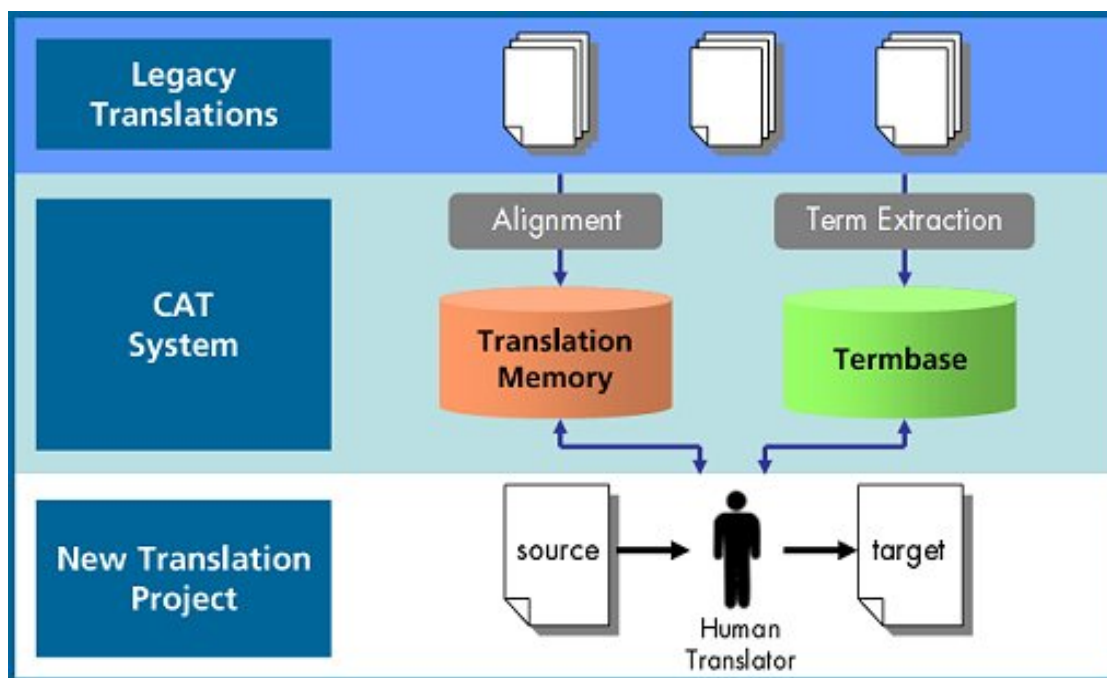 Legacy
Translations
Alignment
Term Extraction
CAT
System
Translation
Memory
Termbase
New Translation
Project
source
target
Human
Translator